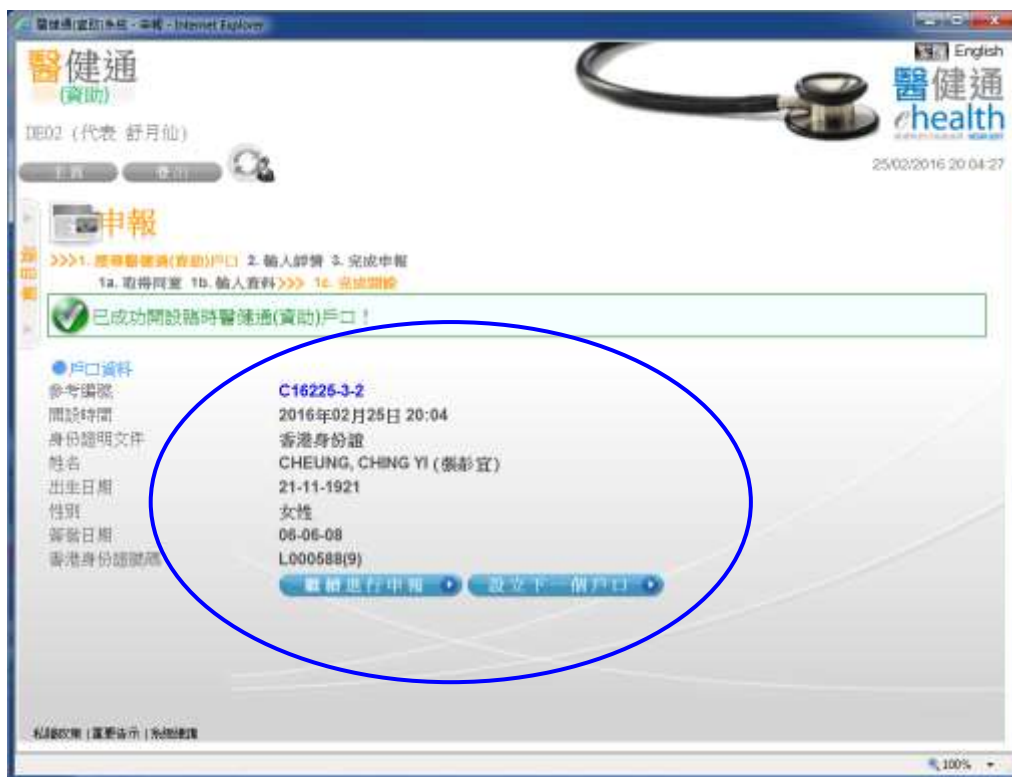 醫健通(資助)系統 - 申報 - Internet Explorer
醫健通
(資助)
English
醫健通
ehealth
DE02 (代表 舒月仙)
主頁 登出
25/02/2016 20:04:27
申報
>>>1. 搜尋醫健通(資助)戶口 2. 輸入詳情 3. 完成申報
1a. 取得同意 1b. 輸入資料>>> 1c. 完成開設
已成功開設臨時醫健通(資助)戶口！
戶口資料
參考編號 C16225-3-2
開設時間 2016年02月25日 20:04
身份證明文件 香港身份證
姓名 CHEUNG, CHING YI (張彭宜)
出生日期 21-11-1921
性別 女性
簽發日期 06-06-08
香港身份證號碼 L000588(9)
繼續進行申報 設立下一個戶口
私隱政策 | 重要告示 | 系統維護
100%